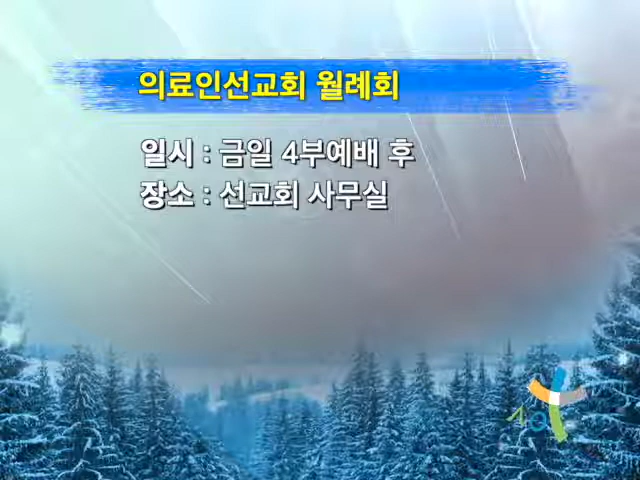 의료인선교회 월례회
일시 : 금일 4부예배 후
장소 : 선교회 사무실